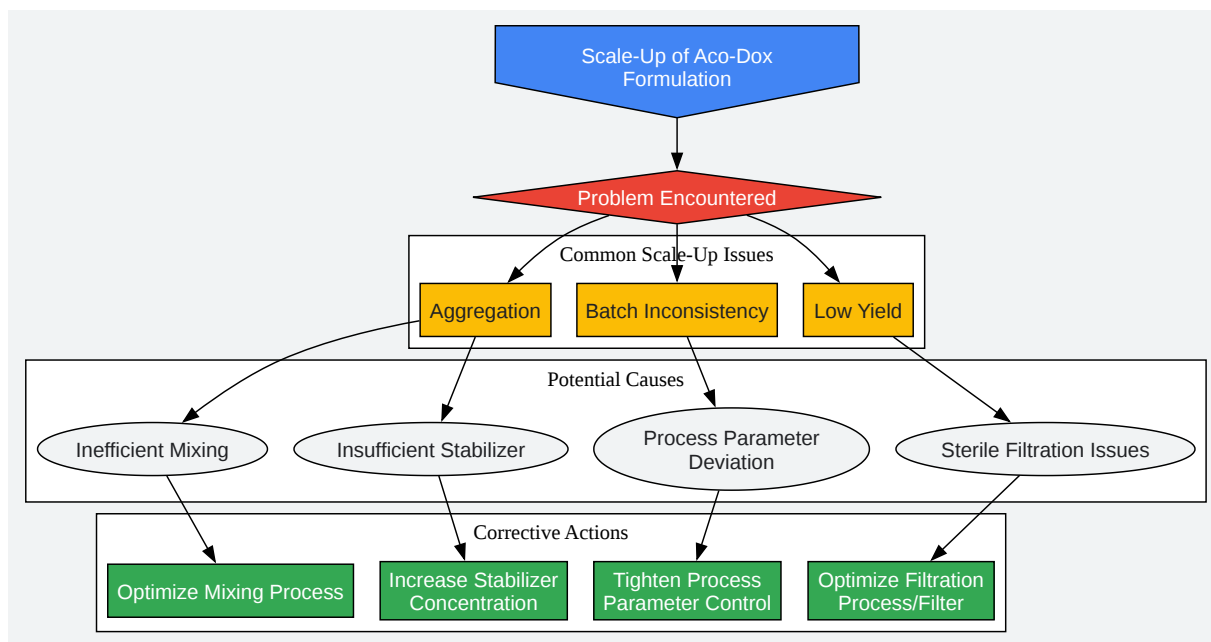 Scale-Up of Aco-Dox
Formulation
Problem Encountered
Common Scale-Up Issues
Aggregation
Batch Inconsistency
Low Yield
Potential Causes
Inefficient Mixing
Insufficient Stabilizer
Process Parameter
Deviation
Sterile Filtration Issues
Corrective Actions
Optimize Mixing Process
Increase Stabilizer
Concentration
Tighten Process
Parameter Control
Optimize Filtration
Process/Filter